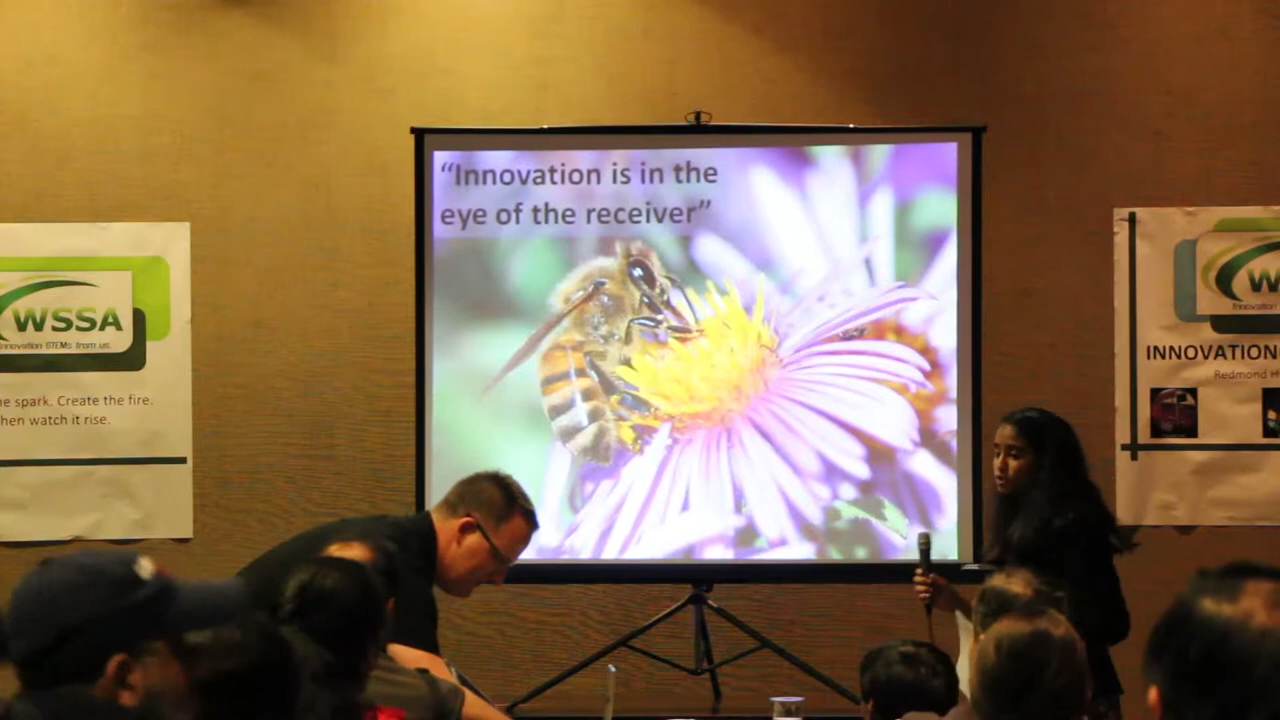 “Innovation is in the
eye of the receiver”
WSSA
Innovation STEMs from us.
e spark. Create the fire.
hen watch it rise.
W
Innovation
INNOVATION
Redmond H